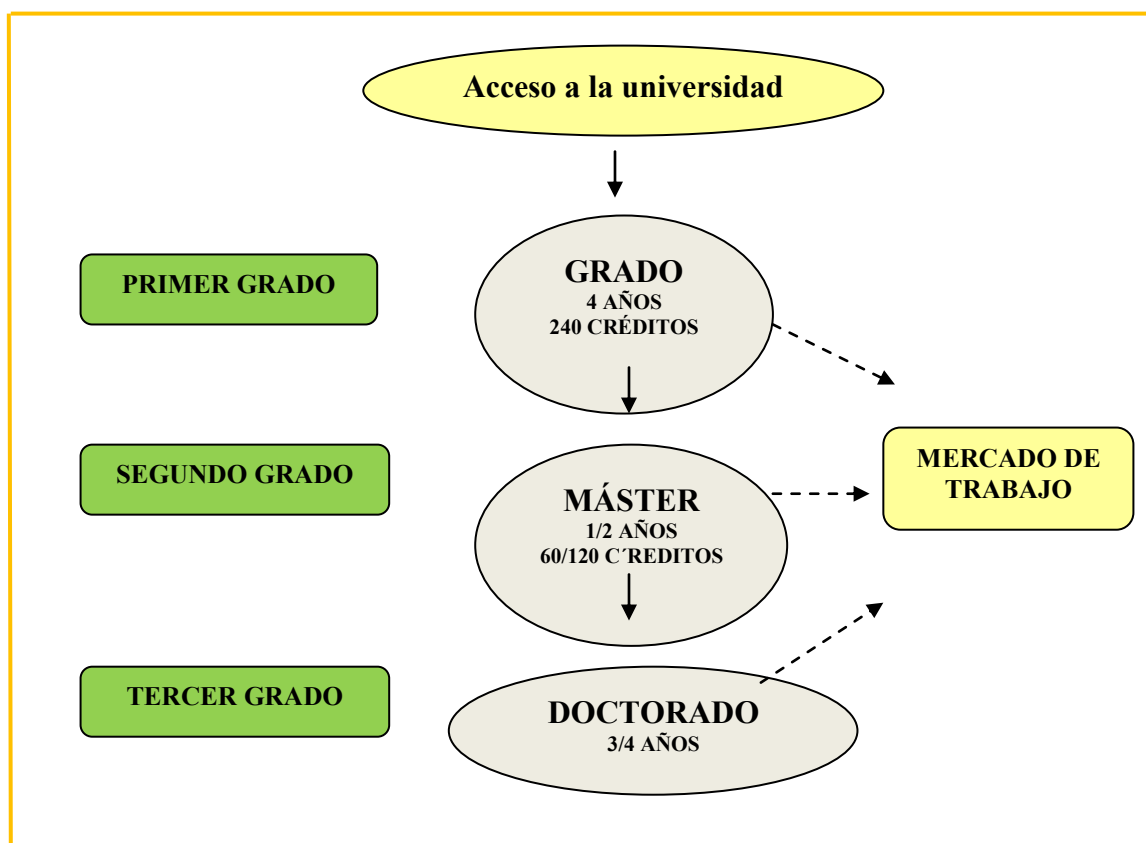 Acceso a la universidad
PRIMER GRADO
GRADO
4 AÑOS
240 CRÉDITOS
SEGUNDO GRADO
MÁSTER
1/2 AÑOS
60/120 C´REDITOS
MERCADO DE
TRABAJO
TERCER GRADO
DOCTORADO
3/4 AÑOS